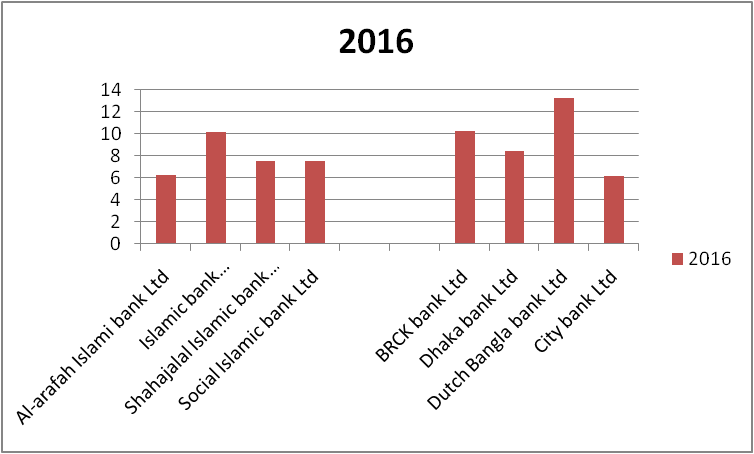 2016
14
12
10
8
6
4
2
0
Al-arafah Islami bank Ltd
Islamic bank...
Shahajalal Islamic bank...
Social Islamic bank Ltd
BRCK bank Ltd
Dhaka bank Ltd
Dutch Bangla bank Ltd
City bank Ltd
2016